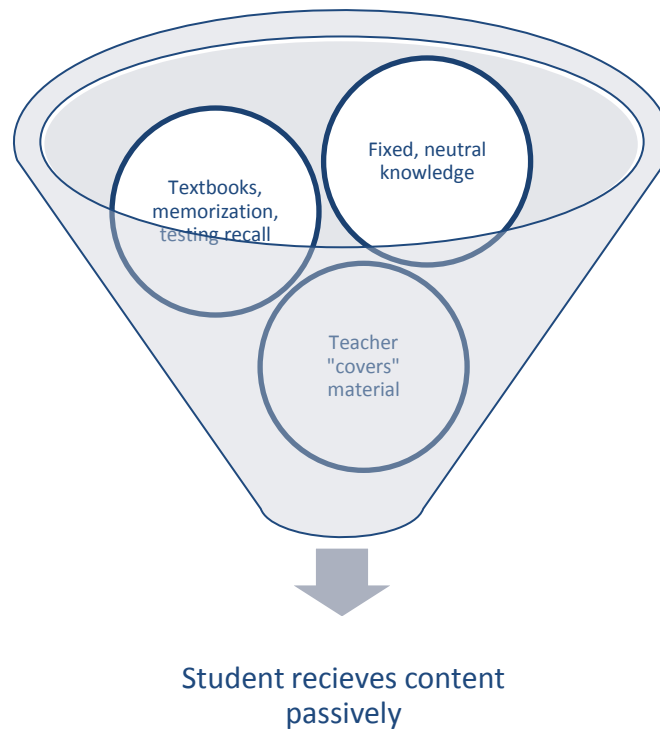 Fixed, neutral
knowledge
Textbooks,
memorization,
testing recall
Teacher
"covers"
material
Student recieves content
passively